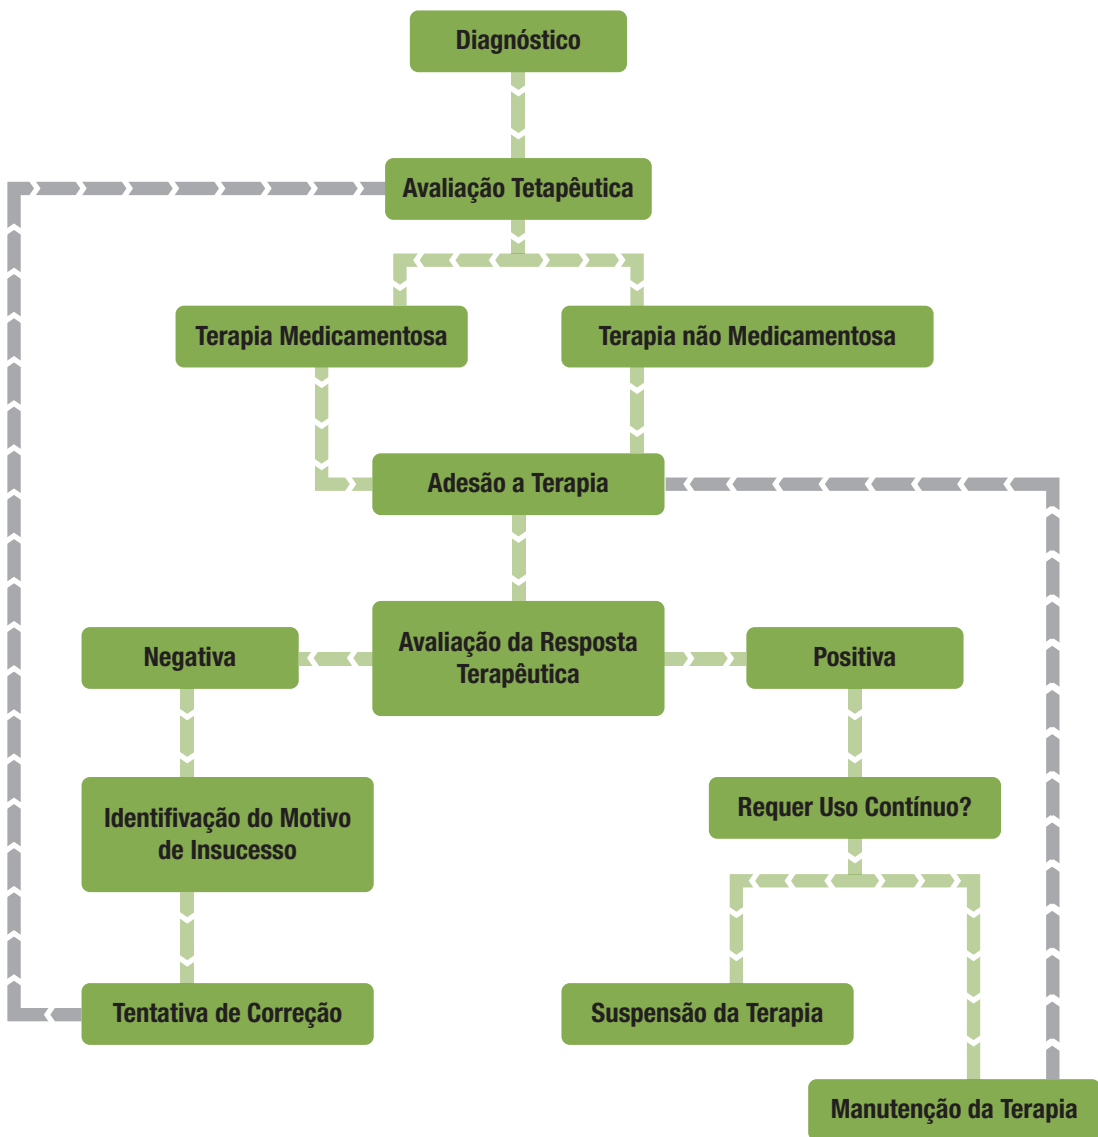 Diagnóstico
Avaliação Tetapêutica
Terapia Medicamentosa
Terapia não Medicamentosa
Adesão a Terapia
Avaliação da Resposta
Terapêutica
Negativa
Positiva
Identifivação do Motivo
de Insucesso
Requer Uso Contínuo?
Tentativa de Correção
Suspensão da Terapia
Manutenção da Terapia